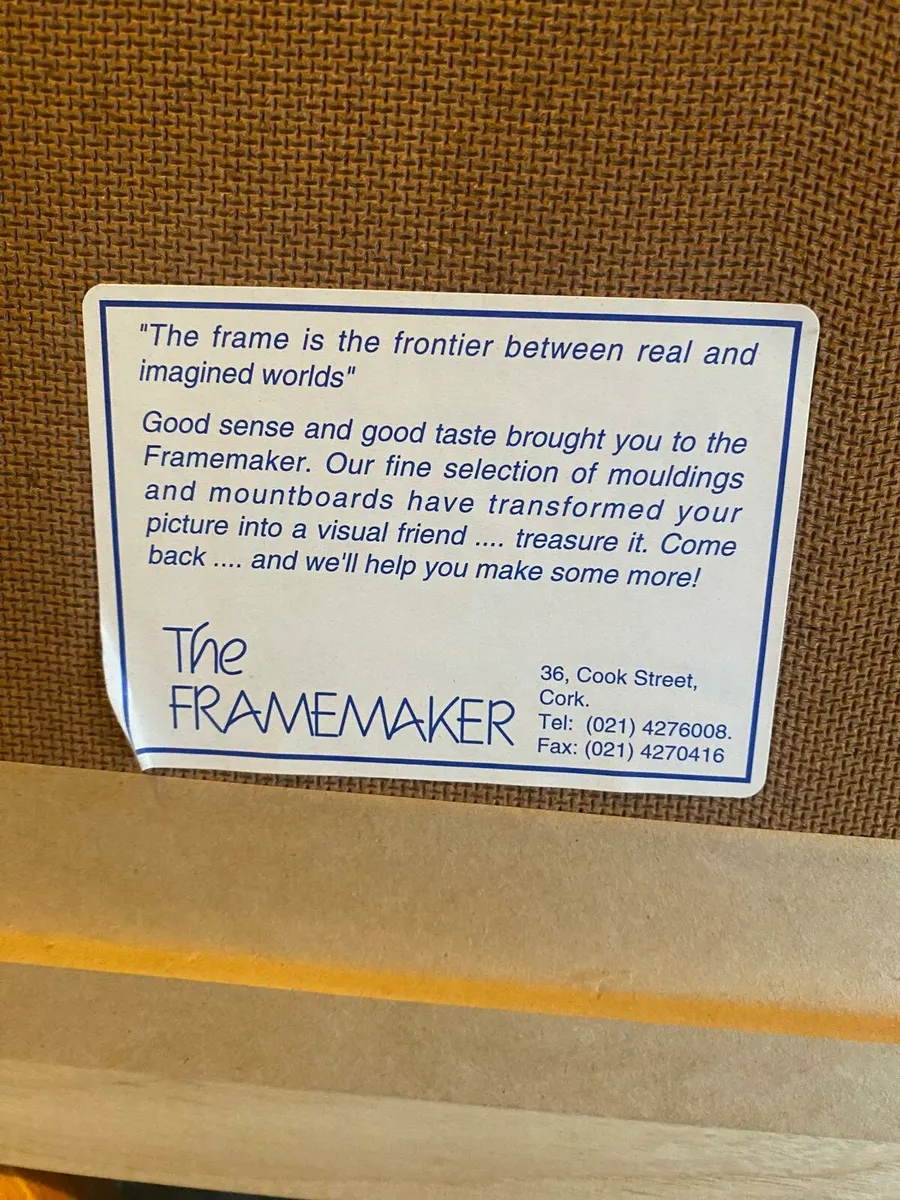 "The frame is the frontier between real and
imagined worlds"
Good sense and good taste brought you to the
Framemaker. Our fine selection of mouldings
and mountboards have transformed your
picture into a visual friend .... treasure it. Come
back .... and we'll help you make some more!
The
FRAMEMAKER
36, Cook Street,
Cork.
Tel: (021) 4276008.
Fax: (021) 4270416